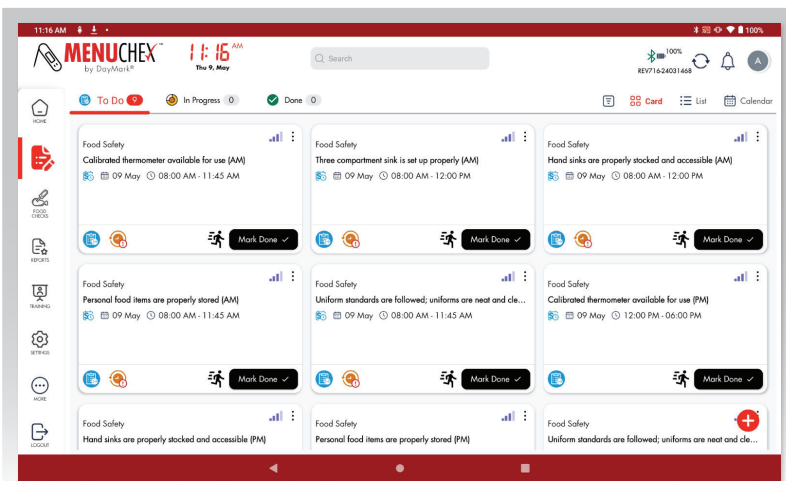 11:16 AM
100%
MENUCHEX™
by DayMark®
11:16 AM
Thu 9, May
Search
100%
REV716-24031468
A
To Do 9
In Progress 0
Done 0
Card
List
Calendar
HOME
FOOD CHECKS
REPORTS
TRAINING
SETTINGS
MORE
LOGOUT
Food Safety
Calibrated thermometer available for use (AM)
09 May 08:00 AM - 11:45 AM
Mark Done
Food Safety
Three compartment sink is set up properly (AM)
09 May 08:00 AM - 12:00 PM
Mark Done
Food Safety
Hand sinks are properly stocked and accessible (AM)
09 May 08:00 AM - 12:00 PM
Mark Done
Food Safety
Personal food items are properly stored (AM)
09 May 08:00 AM - 11:45 AM
Mark Done
Food Safety
Uniform standards are followed; uniforms are neat and cle...
09 May 08:00 AM - 11:45 AM
Mark Done
Food Safety
Calibrated thermometer available for use (PM)
09 May 12:00 PM - 06:00 PM
Mark Done
Food Safety
Hand sinks are properly stocked and accessible (PM)
Food Safety
Personal food items are properly stored (PM)
Food Safety
Uniform standards are followed; uniforms are neat and cle...